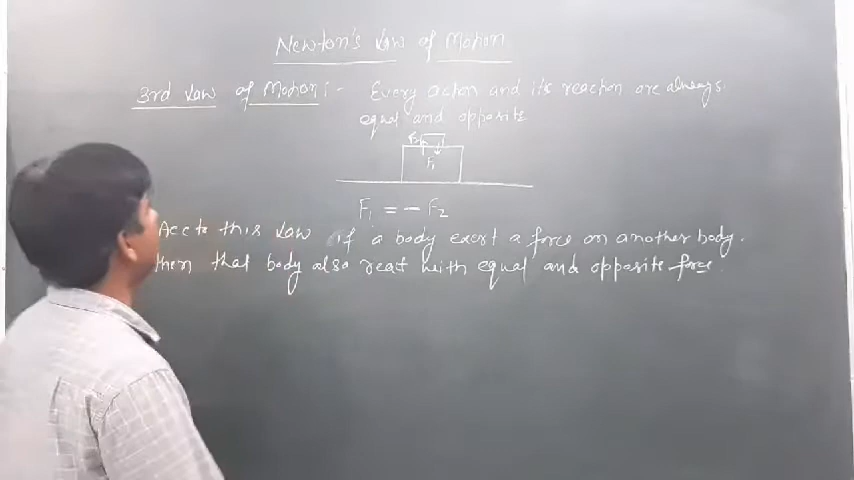 Newton's Law of Motion
3rd Law of Motion :- Every action and its reaction are always
equal and opposite
F2
F1
F1 = - F2
Acc to this Law if a body exert a force on another body.
then that body also react with equal and opposite force.